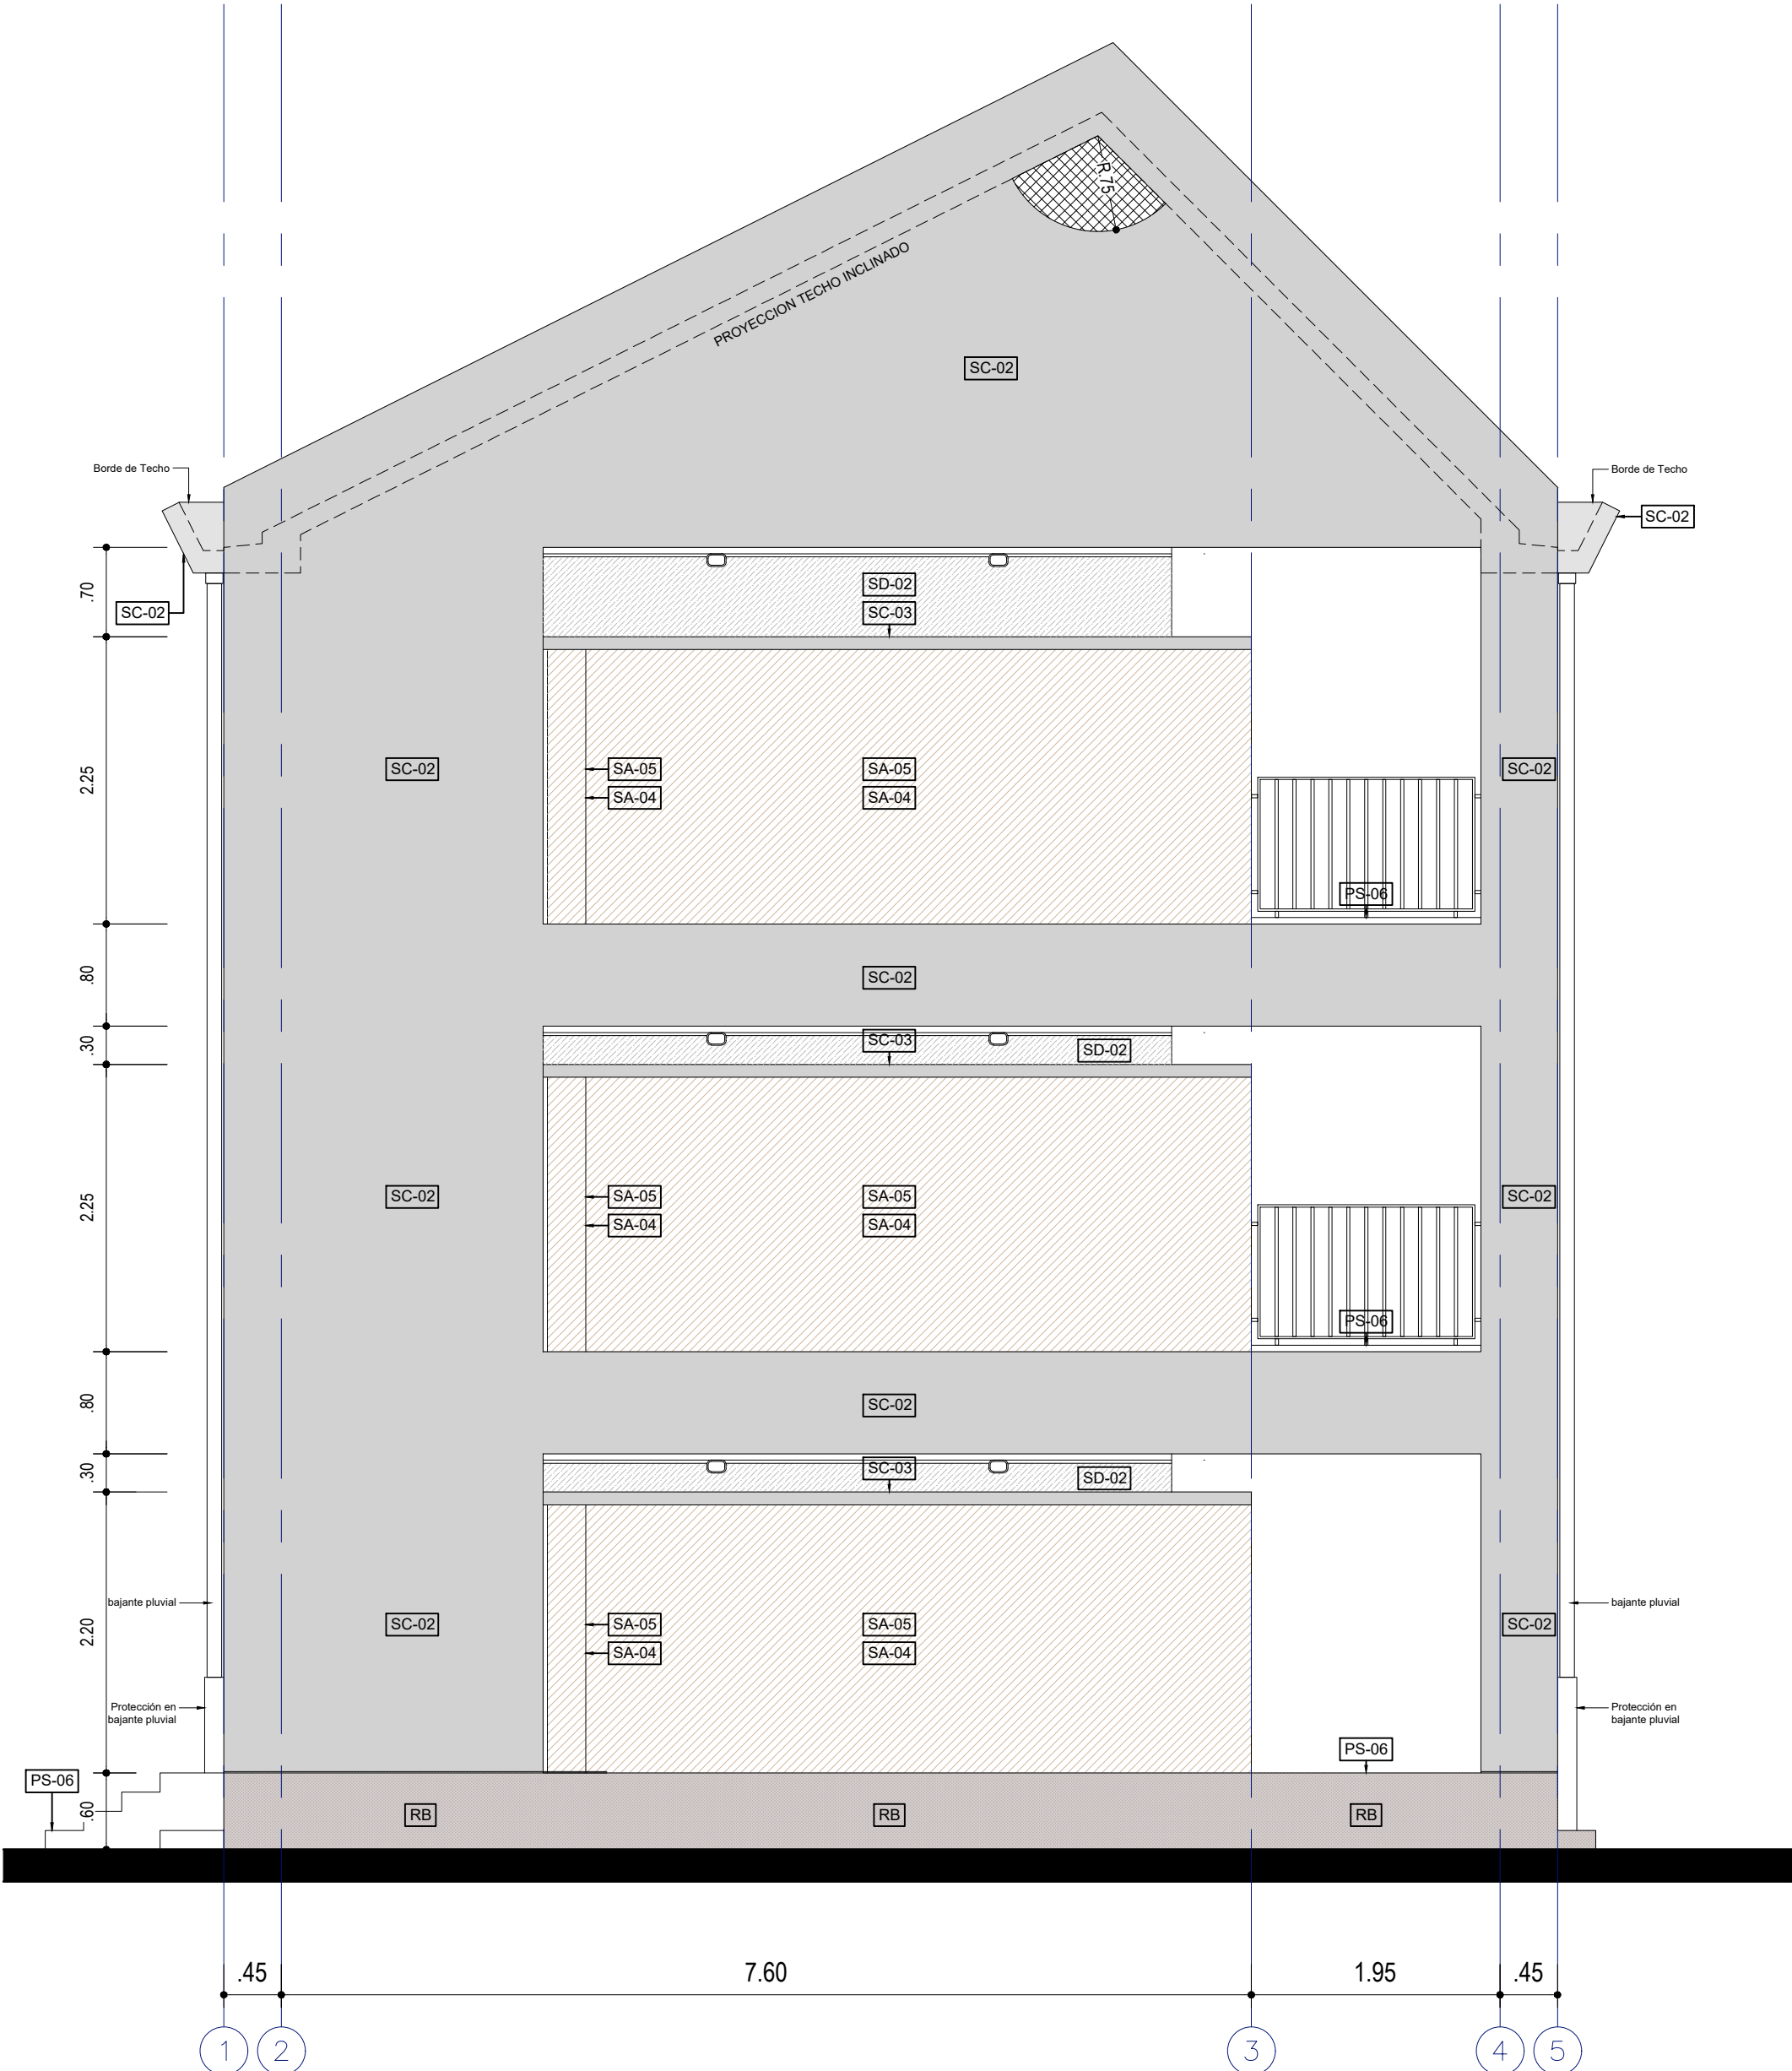 R.75
PROYECCION TECHO INCLINADO
SC-02
Borde de Techo
Borde de Techo
SC-02
SC-02
.70
SD-02
SC-03
2.25
SC-02
SA-05
SA-04
SA-05
SA-04
SC-02
PS-06
.80
SC-02
.30
SC-03
SD-02
2.25
SC-02
SA-05
SA-04
SA-05
SA-04
SC-02
PS-06
.80
SC-02
.30
SC-03
SD-02
2.20
bajante pluvial
SC-02
SA-05
SA-04
SA-05
SA-04
SC-02
bajante pluvial
Protección en
bajante pluvial
Protección en
bajante pluvial
PS-06
PS-06
.60
RB
RB
RB
.45
7.60
1.95
.45
1
2
3
4
5